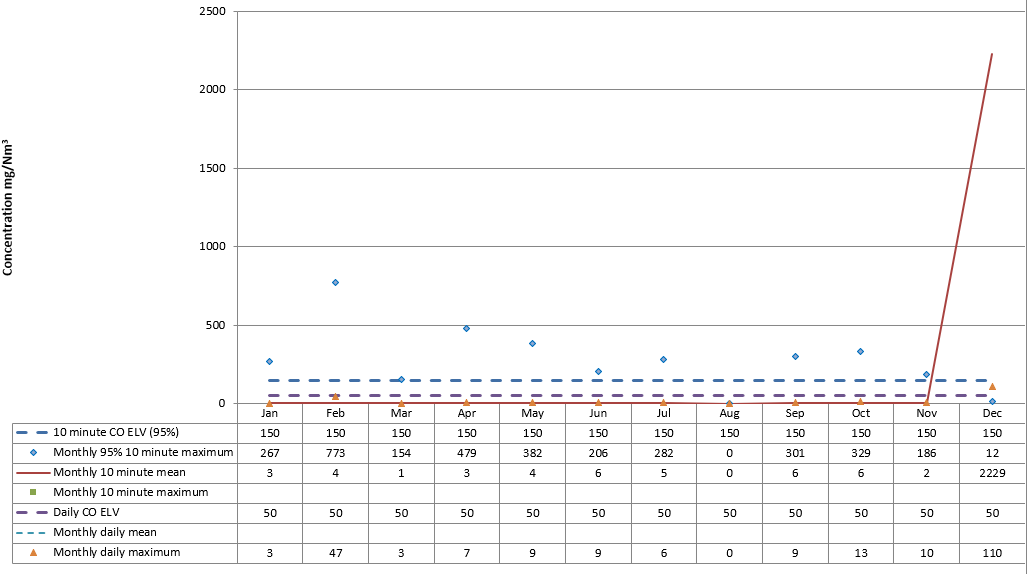 2500
2000
1500
1000
500
0
Concentration mg/Nm³
Jan Feb Mar Apr May Jun Jul Aug Sep Oct Nov Dec
10 minute CO ELV (95%) 150 150 150 150 150 150 150 150 150 150 150 150
Monthly 95% 10 minute maximum 267 773 154 479 382 206 282 0 301 329 186 12
Monthly 10 minute mean 3 4 1 3 4 6 5 0 6 6 2 2229
Monthly 10 minute maximum
Daily CO ELV 50 50 50 50 50 50 50 50 50 50 50 50
Monthly daily mean
Monthly daily maximum 3 47 3 7 9 9 6 0 9 13 10 110